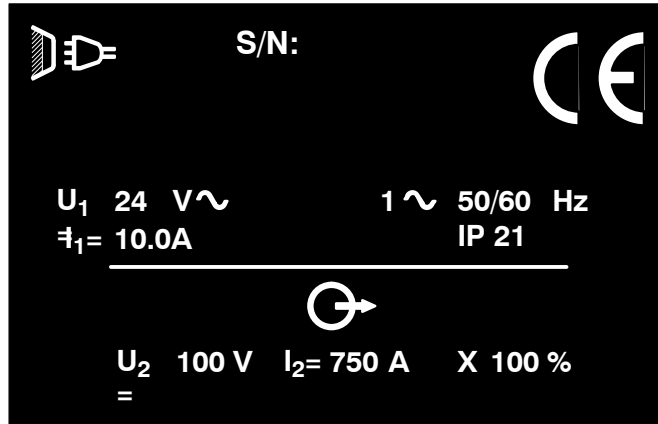 S/N:
CE
U₁ 24 V∿ 1∿ 50/60 Hz
I₁= 10.0A IP 21
U₂ 100 V I₂= 750 A X 100 %
=